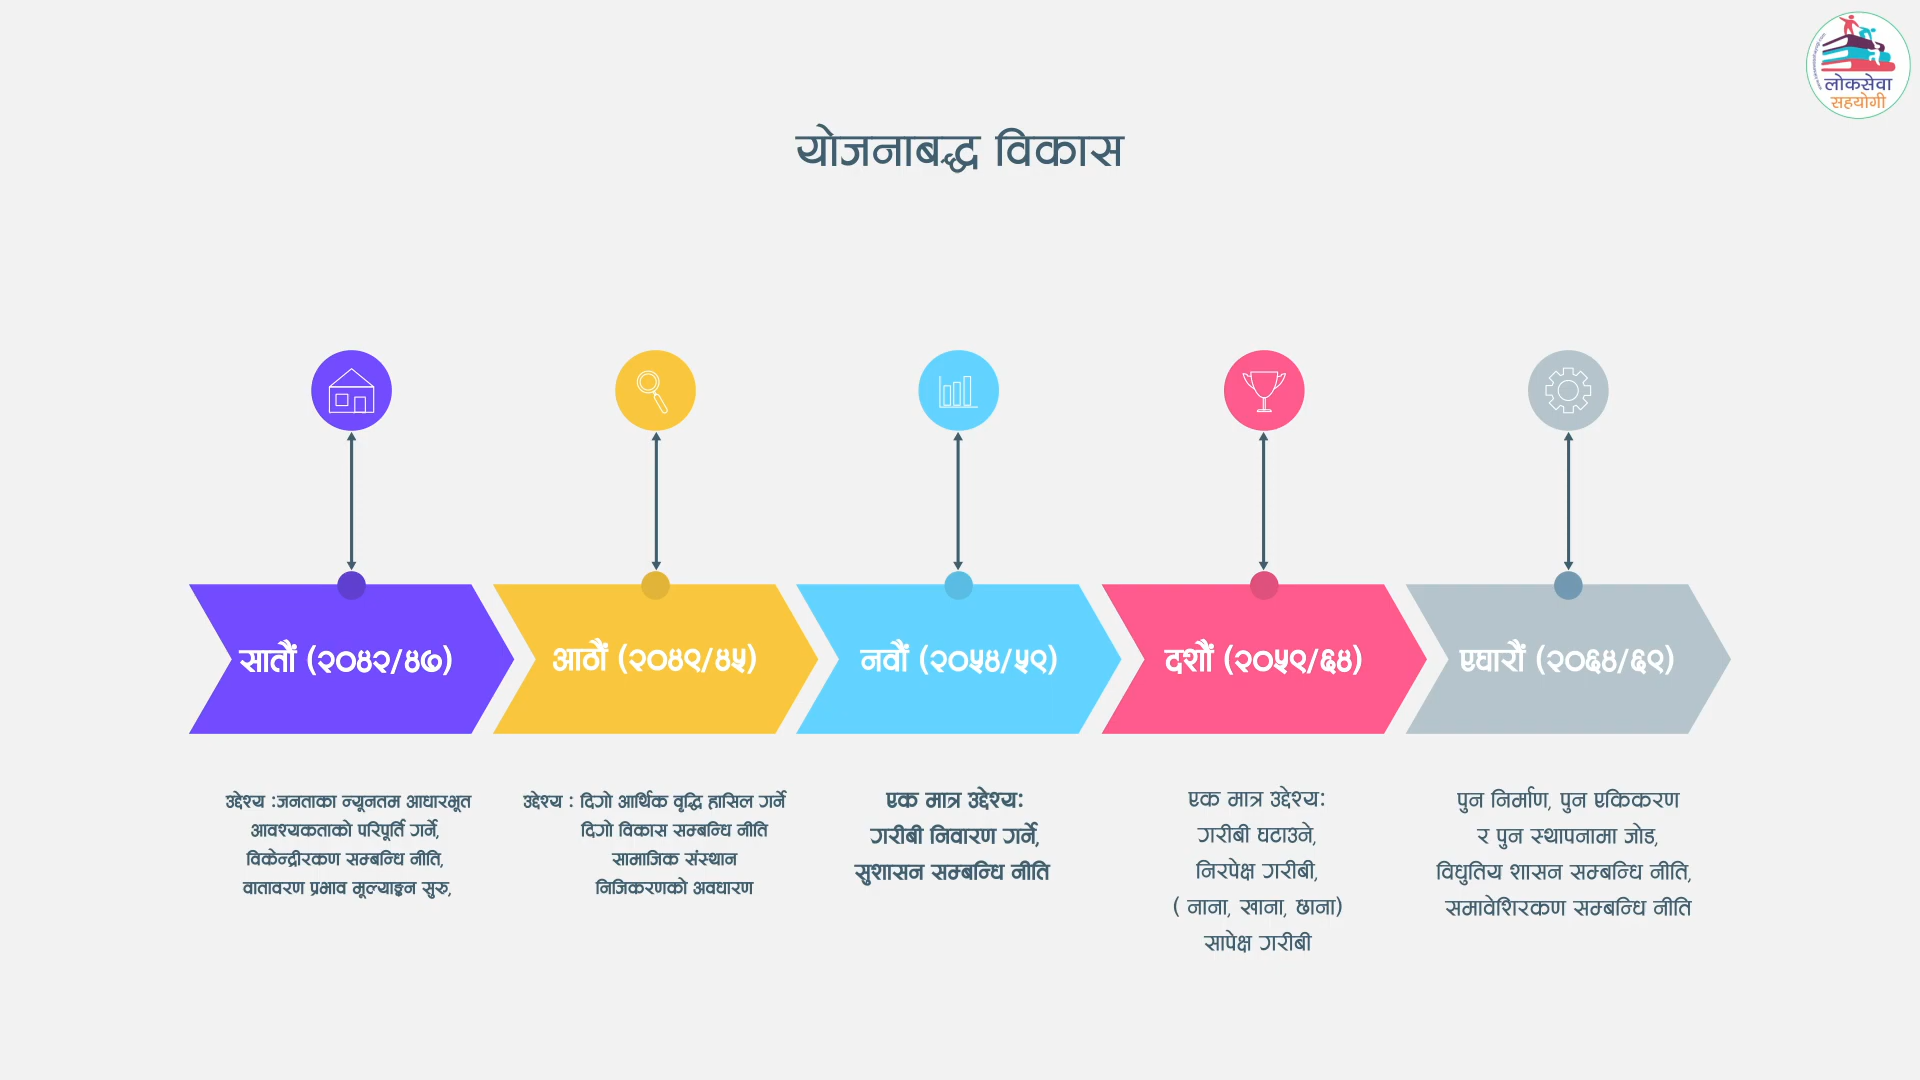 लोकसेवा
सहयोगी
योजनाबद्ध विकास
सातौं (२०४२/४७)
आठौं (२०४९/४५)
नवौं (२०५४/५९)
दशौं (२०५९/६४)
एघारौं (२०६४/६९)
उद्देश्य :जनताका न्यूनतम आधारभूत
आवश्यकताको परिपूर्ति गर्ने,
विकेन्द्रीरकण सम्बन्धि नीति,
वातावरण प्रभाव मूल्याङ्कन सुरु,
उद्देश्य : दिगो आर्थिक वृद्धि हासिल गर्ने
दिगो विकास सम्बन्धि नीति
सामाजिक संस्थान
निजिकरणको अवधारण
एक मात्र उद्देश्य:
गरीबी निवारण गर्ने,
सुशासन सम्बन्धि नीति
एक मात्र उद्देश्य:
गरीबी घटाउने,
निरपेक्ष गरीबी,
( नाना, खाना, छाना)
सापेक्ष गरीबी
पुन निर्माण, पुन एकिकरण
र पुन स्थापनामा जोड,
विधुतिय शासन सम्बन्धि नीति,
समावेशिरकण सम्बन्धि नीति